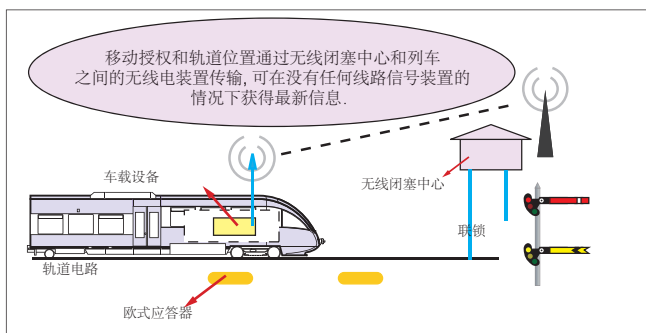 移动授权和轨道位置通过无线闭塞中心和列车
之间的无线电装置传输, 可在没有任何线路信号装置的
情况下获得最新信息.
车载设备
无线闭塞中心
联锁
轨道电路
欧式应答器